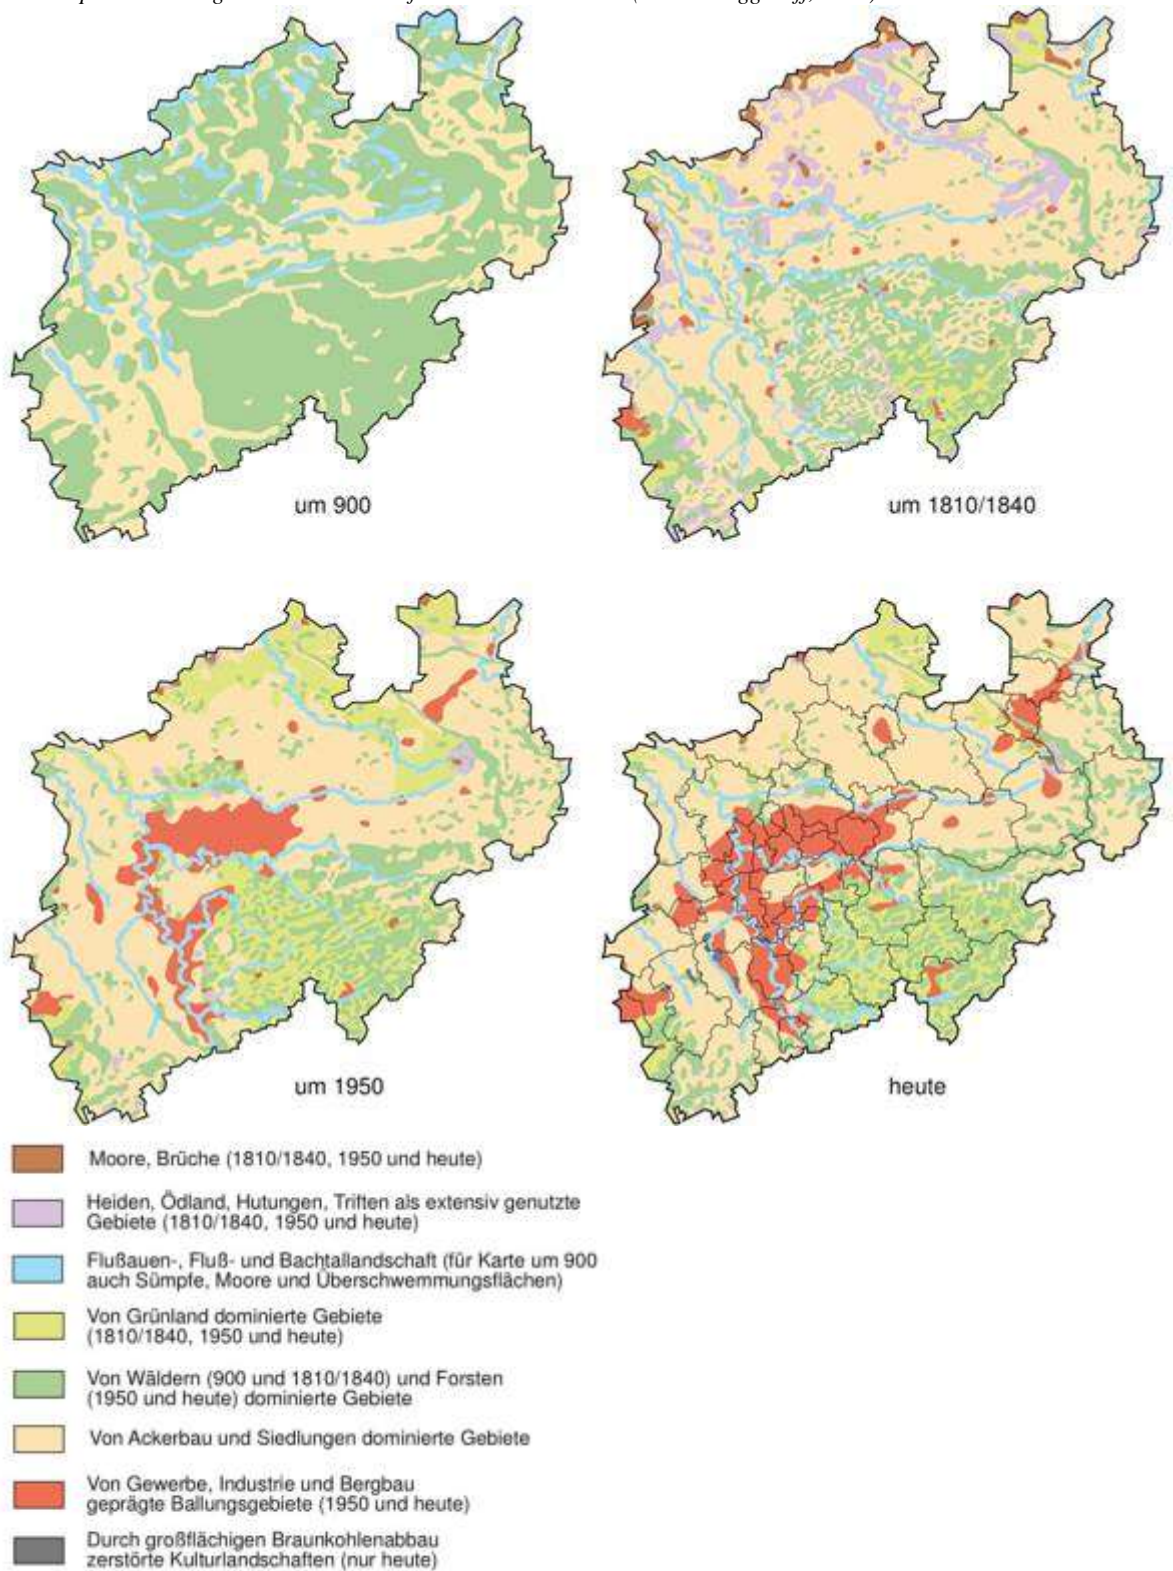 um 900
um 1810/1840
um 1950
heute
Moore, Brüche (1810/1840, 1950 und heute)
Heiden, Ödland, Hutungen, Triften als extensiv genutzte
Gebiete (1810/1840, 1950 und heute)
Flußauen-, Fluß- und Bachtallandschaft (für Karte um 900
auch Sümpfe, Moore und Überschwemmungsflächen)
Von Grünland dominierte Gebiete
(1810/1840, 1950 und heute)
Von Wäldern (900 und 1810/1840) und Forsten
(1950 und heute) dominierte Gebiete
Von Ackerbau und Siedlungen dominierte Gebiete
Von Gewerbe, Industrie und Bergbau
geprägte Ballungsgebiete (1950 und heute)
Durch großflächigen Braunkohlenabbau
zerstörte Kulturlandschaften (nur heute)